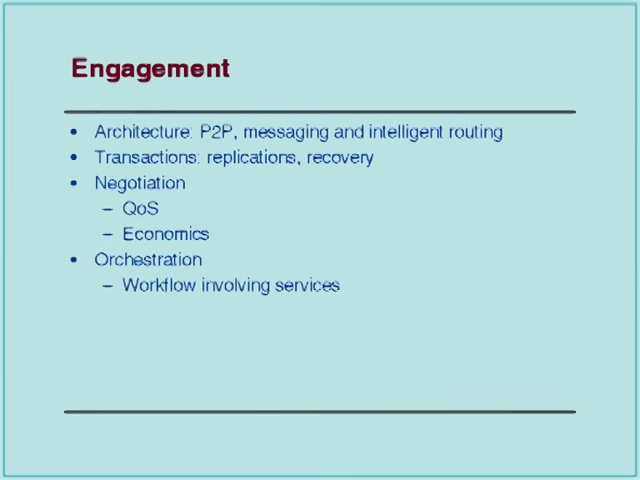 Engagement
• Architecture: P2P, messaging and intelligent routing
• Transactions: replications, recovery
• Negotiation
– QoS
– Economics
• Orchestration
– Workflow involving services